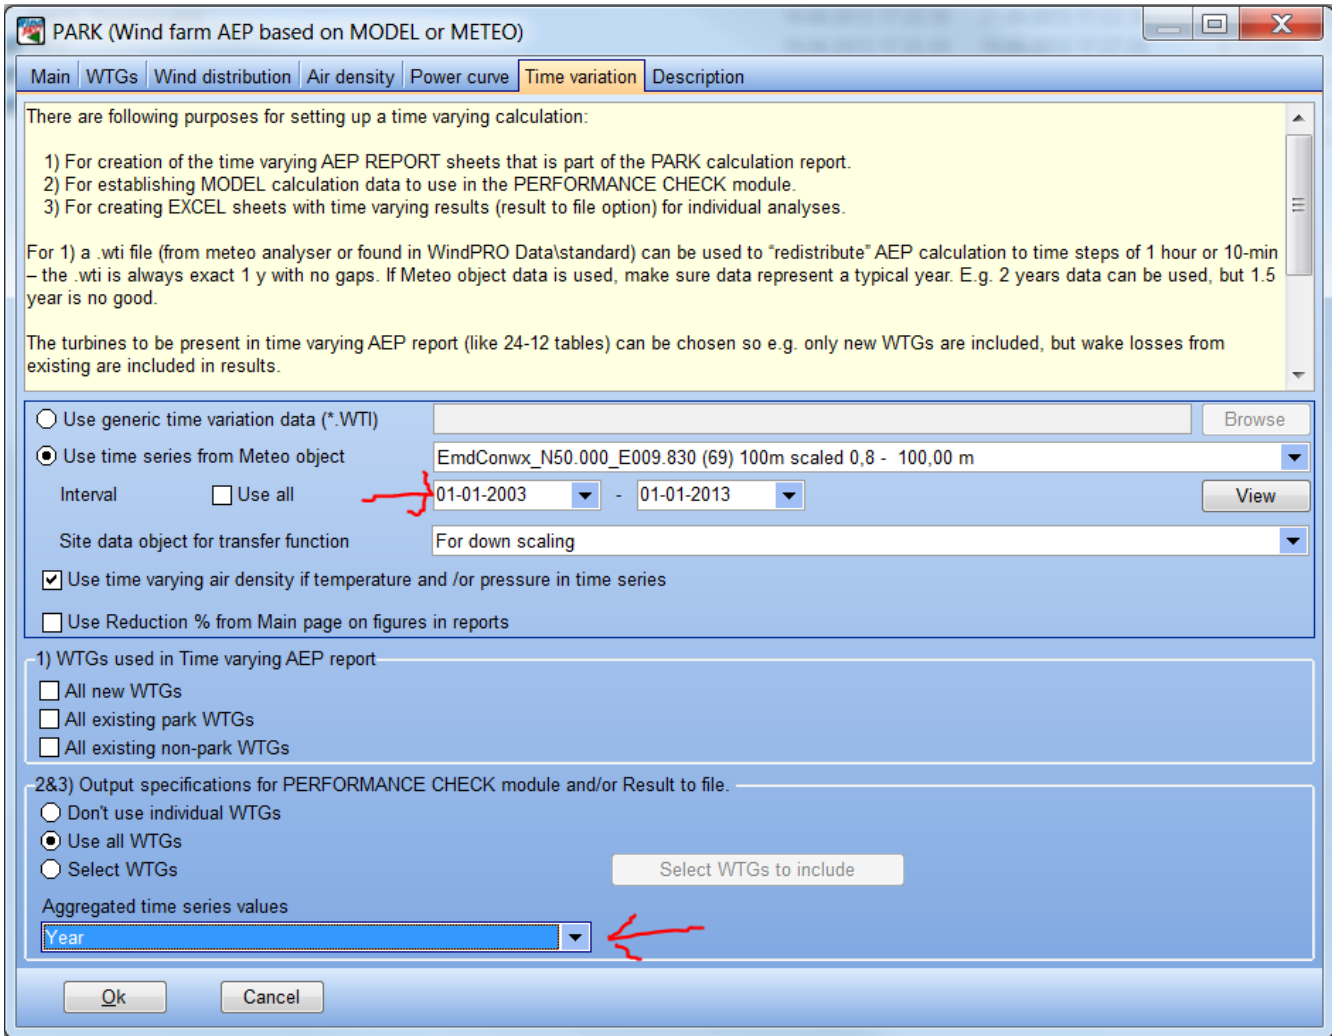 PARK (Wind farm AEP based on MODEL or METEO)
Main WTGs Wind distribution Air density Power curve Time variation Description
There are following purposes for setting up a time varying calculation:
1) For creation of the time varying AEP REPORT sheets that is part of the PARK calculation report.
2) For establishing MODEL calculation data to use in the PERFORMANCE CHECK module.
3) For creating EXCEL sheets with time varying results (result to file option) for individual analyses.
For 1) a .wti file (from meteo analyser or found in WindPRO Data\standard) can be used to “redistribute” AEP calculation to time steps of 1 hour or 10-min
– the .wti is always exact 1 y with no gaps. If Meteo object data is used, make sure data represent a typical year. E.g. 2 years data can be used, but 1.5
year is no good.
The turbines to be present in time varying AEP report (like 24-12 tables) can be chosen so e.g. only new WTGs are included, but wake losses from
existing are included in results.
Use generic time variation data (*.WTI) Browse
Use time series from Meteo object EmdConwx_N50.000_E009.830 (69) 100m scaled 0,8 - 100,00 m
Interval Use all 01-01-2003 - 01-01-2013 View
Site data object for transfer function For down scaling
Use time varying air density if temperature and /or pressure in time series
Use Reduction % from Main page on figures in reports
1) WTGs used in Time varying AEP report
All new WTGs
All existing park WTGs
All existing non-park WTGs
2&3) Output specifications for PERFORMANCE CHECK module and/or Result to file.
Don't use individual WTGs
Use all WTGs
Select WTGs Select WTGs to include
Aggregated time series values
Year
Ok Cancel